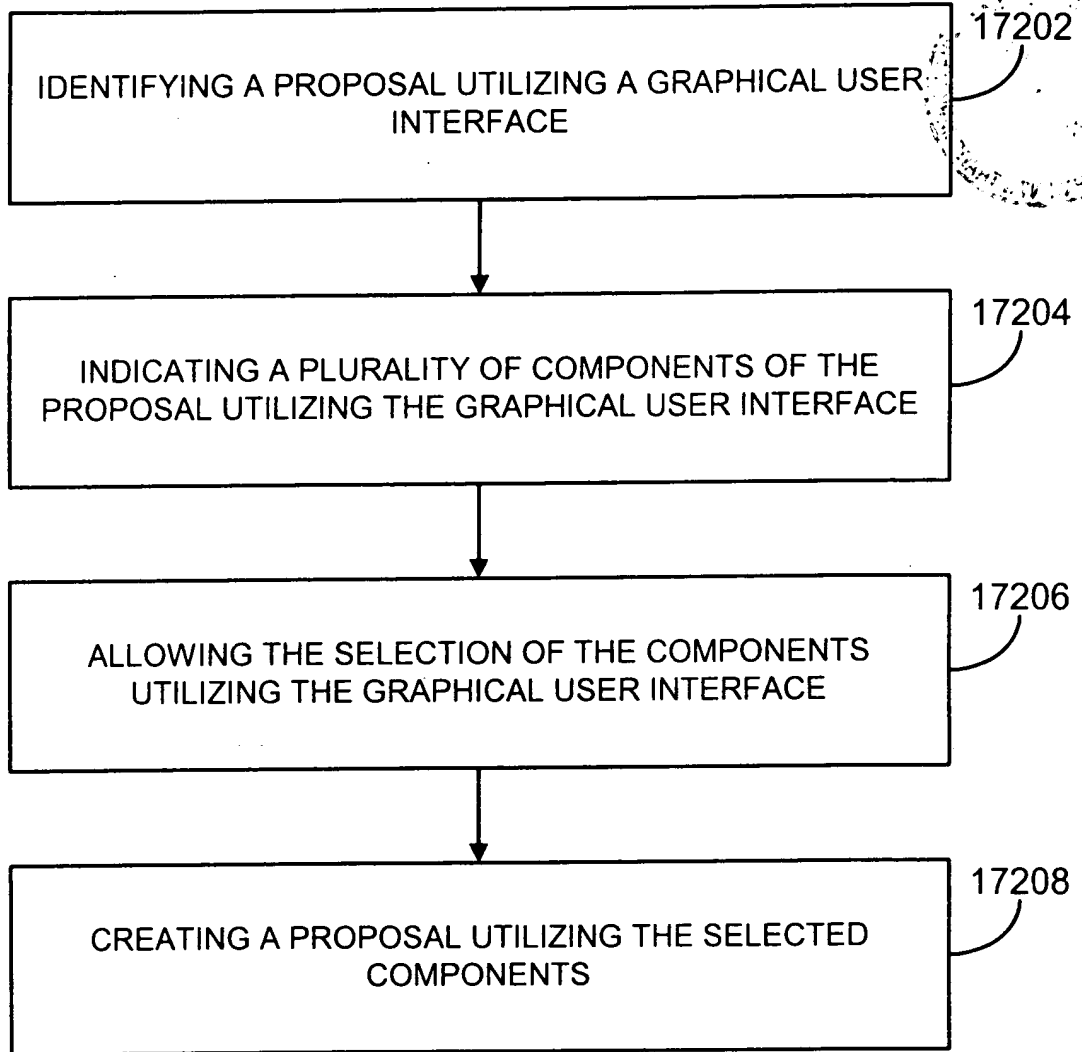 17202
IDENTIFYING A PROPOSAL UTILIZING A GRAPHICAL USER
INTERFACE
17204
INDICATING A PLURALITY OF COMPONENTS OF THE
PROPOSAL UTILIZING THE GRAPHICAL USER INTERFACE
17206
ALLOWING THE SELECTION OF THE COMPONENTS
UTILIZING THE GRAPHICAL USER INTERFACE
17208
CREATING A PROPOSAL UTILIZING THE SELECTED
COMPONENTS